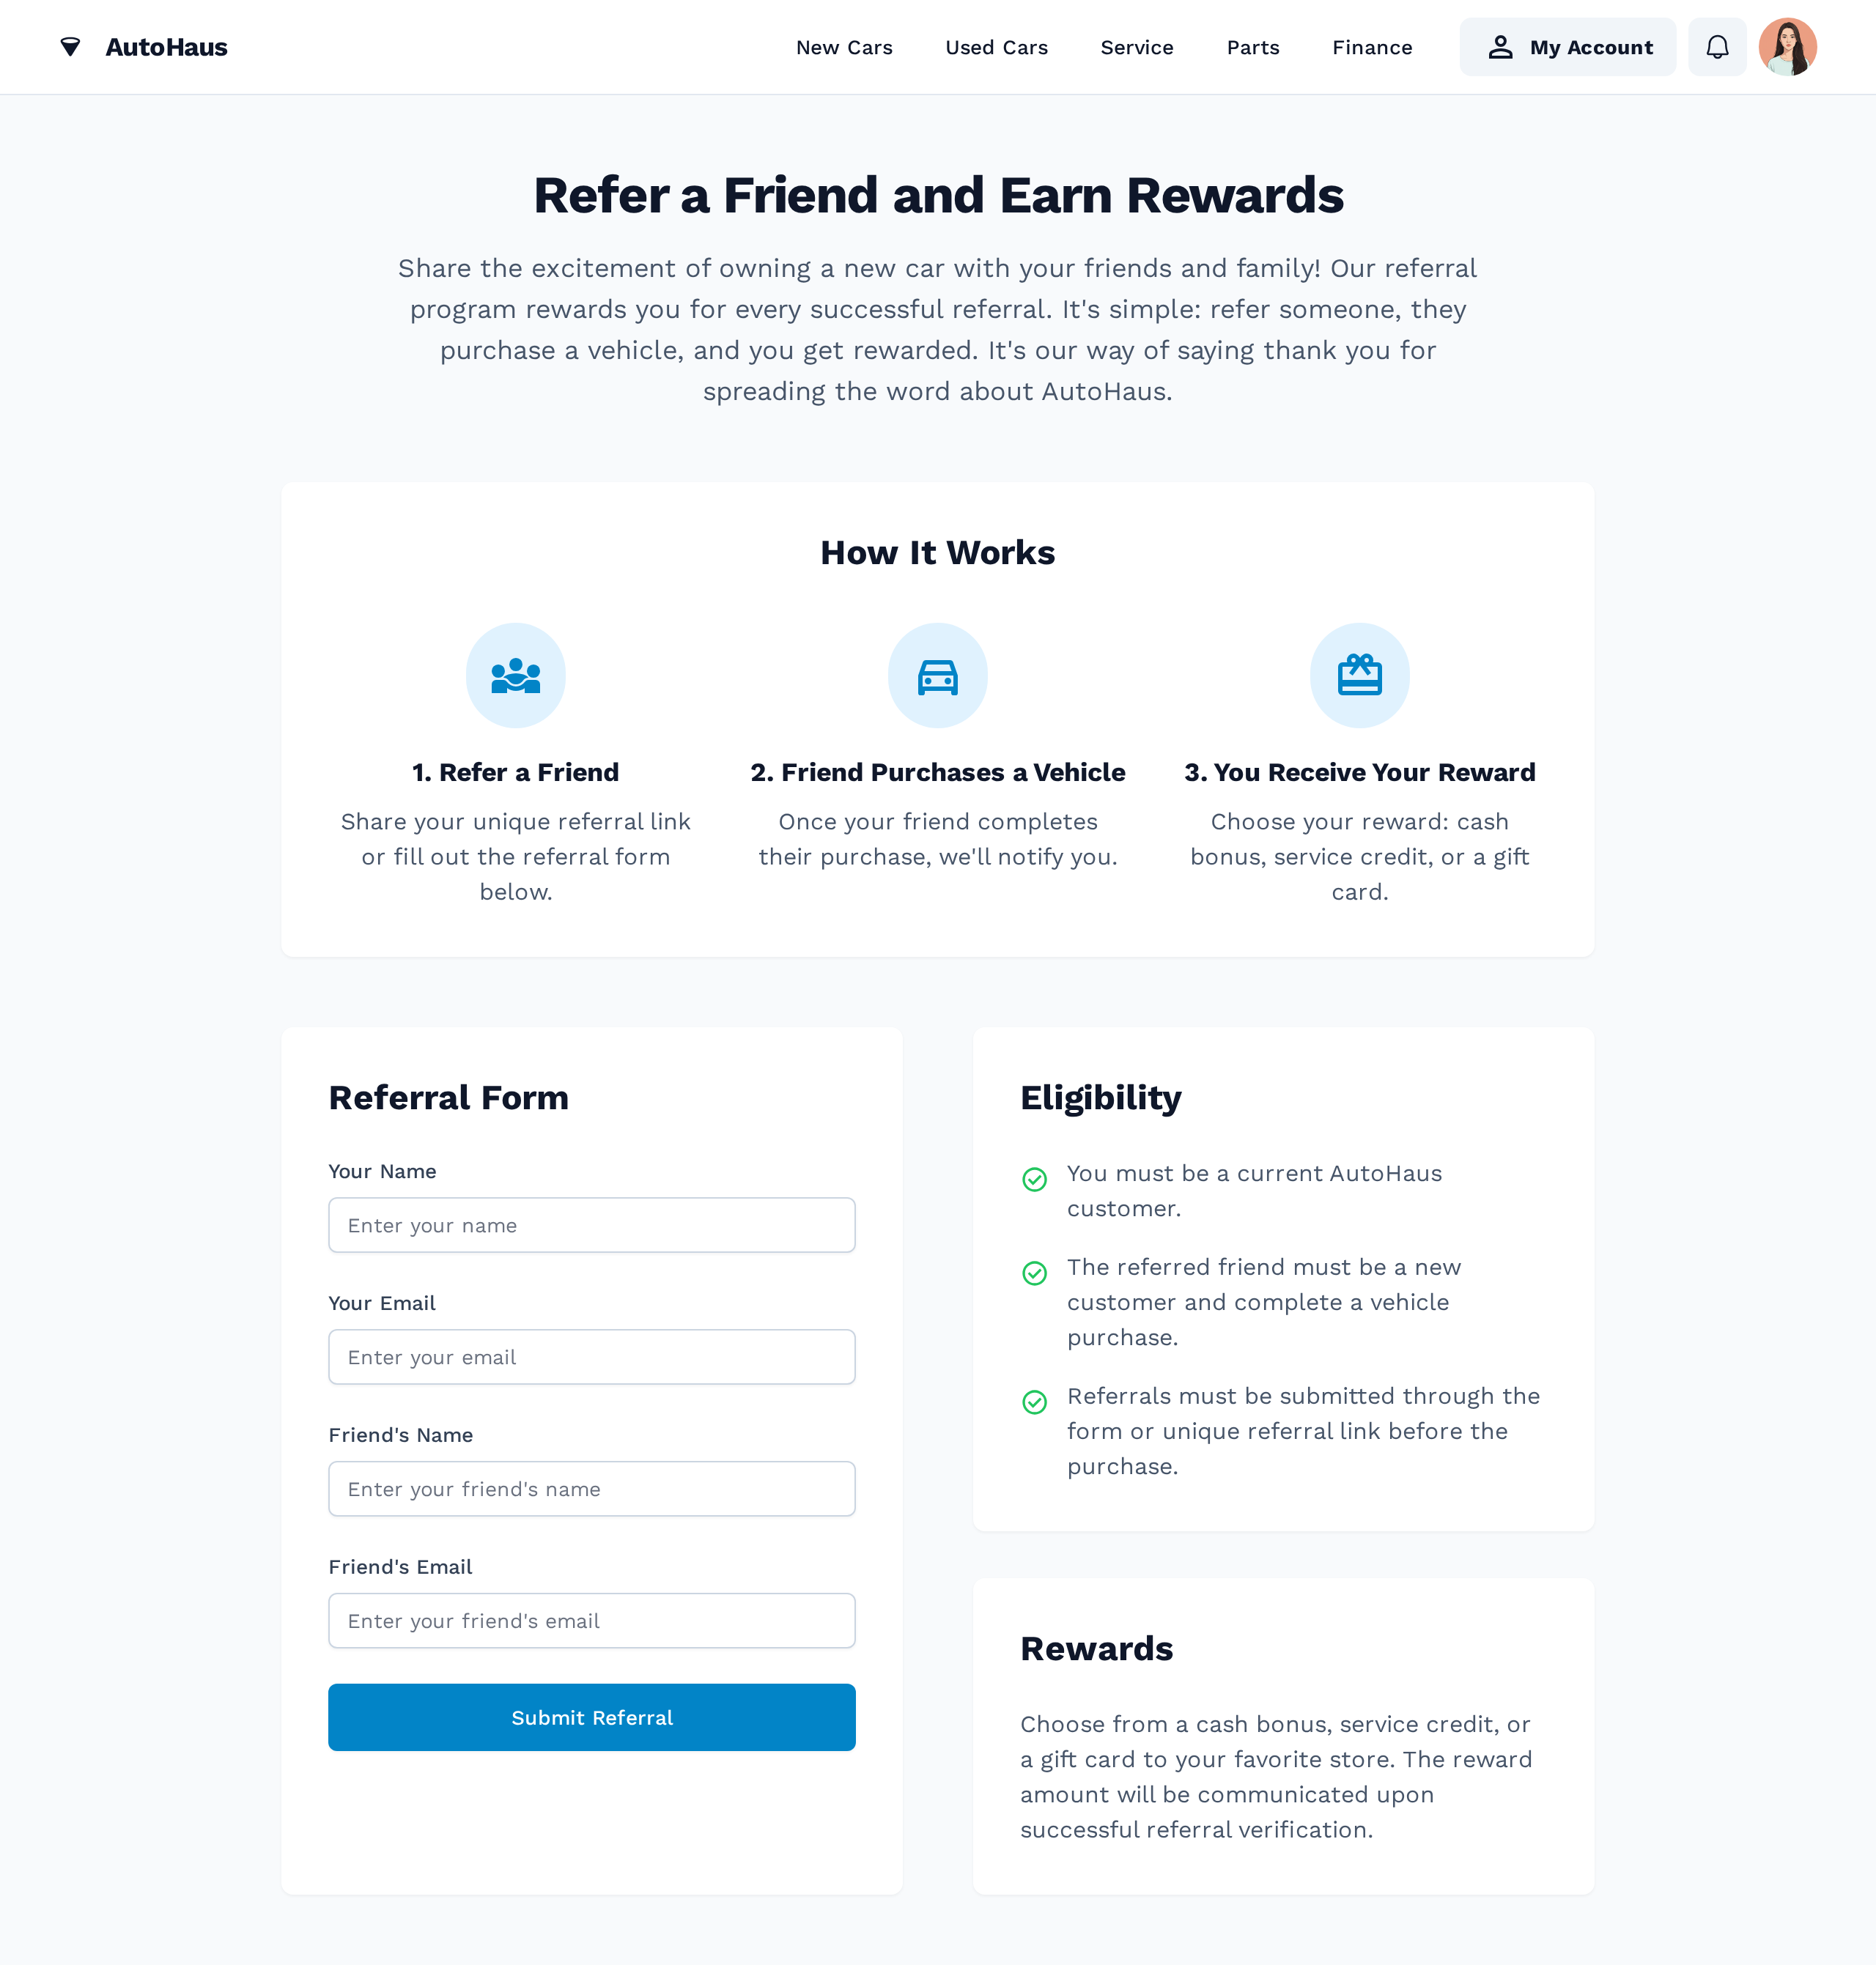 AutoHaus
New Cars
Used Cars
Service
Parts
Finance
My Account
Refer a Friend and Earn Rewards
Share the excitement of owning a new car with your friends and family! Our referral
program rewards you for every successful referral. It's simple: refer someone, they
purchase a vehicle, and you get rewarded. It's our way of saying thank you for
spreading the word about AutoHaus.
How It Works
1. Refer a Friend
Share your unique referral link
or fill out the referral form
below.
2. Friend Purchases a Vehicle
Once your friend completes
their purchase, we'll notify you.
3. You Receive Your Reward
Choose your reward: cash
bonus, service credit, or a gift
card.
Referral Form
Your Name
Enter your name
Your Email
Enter your email
Friend's Name
Enter your friend's name
Friend's Email
Enter your friend's email
Submit Referral
Eligibility
You must be a current AutoHaus
customer.
The referred friend must be a new
customer and complete a vehicle
purchase.
Referrals must be submitted through the
form or unique referral link before the
purchase.
Rewards
Choose from a cash bonus, service credit, or
a gift card to your favorite store. The reward
amount will be communicated upon
successful referral verification.